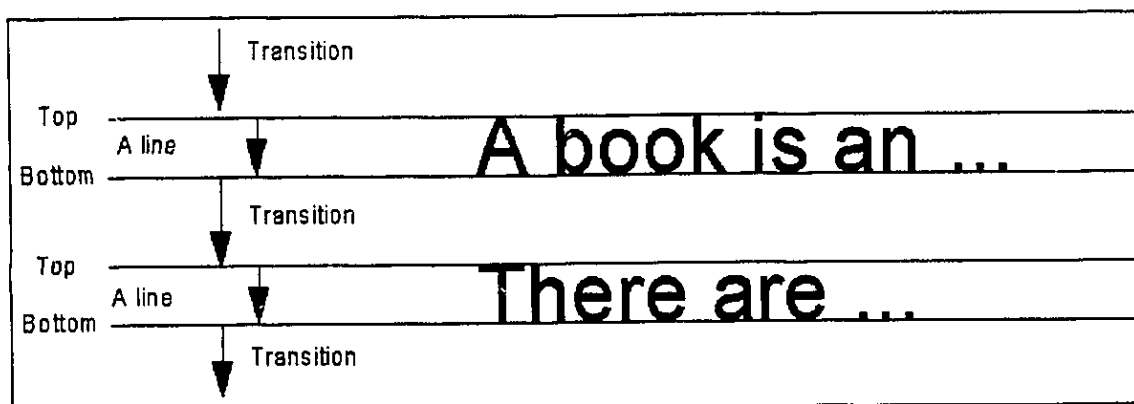 Transition
Top
A line
A book is an ...
Bottom
Transition
Top
A line
There are ...
Bottom
Transition